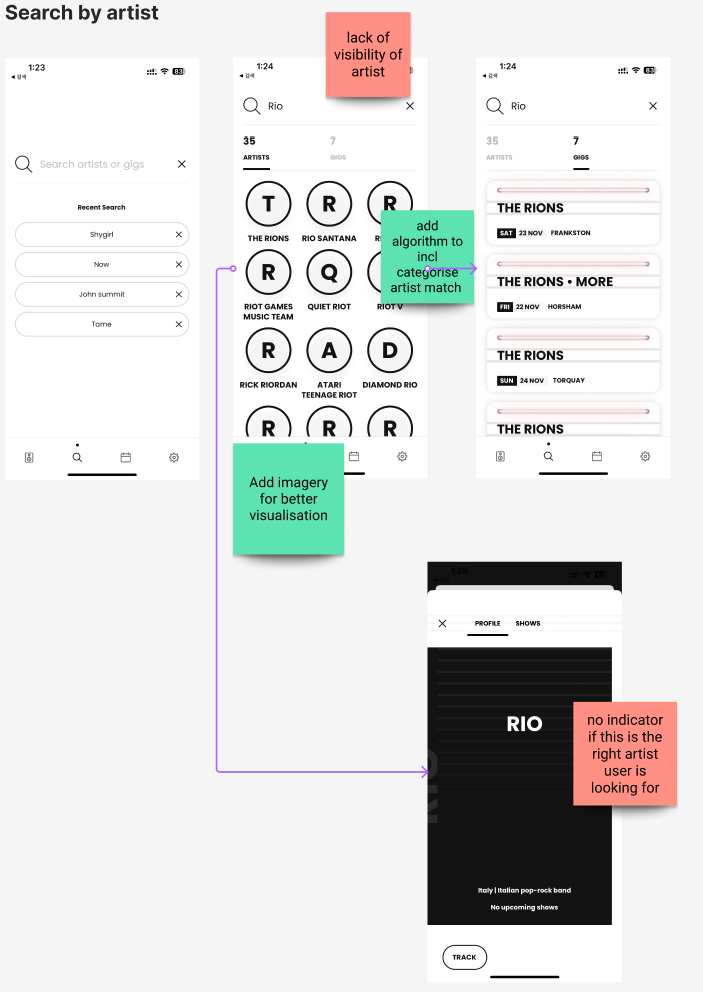 Search by artist
lack of
visibility of
artist
1:23
83
◂ 검색
Search artists or gigs
Recent Search
Shygirl
Now
John summit
Tame
1:24
◂ 검색
Rio
35
ARTISTS
7
GIGS
T
R
R
THE RIONS
RIO SANTANA
R
Q
RIOT GAMES
MUSIC TEAM
QUIET RIOT
RIOT V
R
A
D
RICK RIORDAN
ATARI
TEENAGE RIOT
DIAMOND RIO
R
R
R
add
algorithm to
incl
categorise
artist match
Add imagery
for better
visualisation
1:24
83
◂ 검색
Rio
35
ARTISTS
7
GIGS
THE RIONS
SAT 23 NOV FRANKSTON
THE RIONS • MORE
FRI 22 NOV HORSHAM
THE RIONS
SUN 24 NOV TORQUAY
THE RIONS
PROFILE SHOWS
RIO
RIO
no indicator
if this is the
right artist
user is
looking for
Italy | Italian pop-rock band
No upcoming shows
TRACK